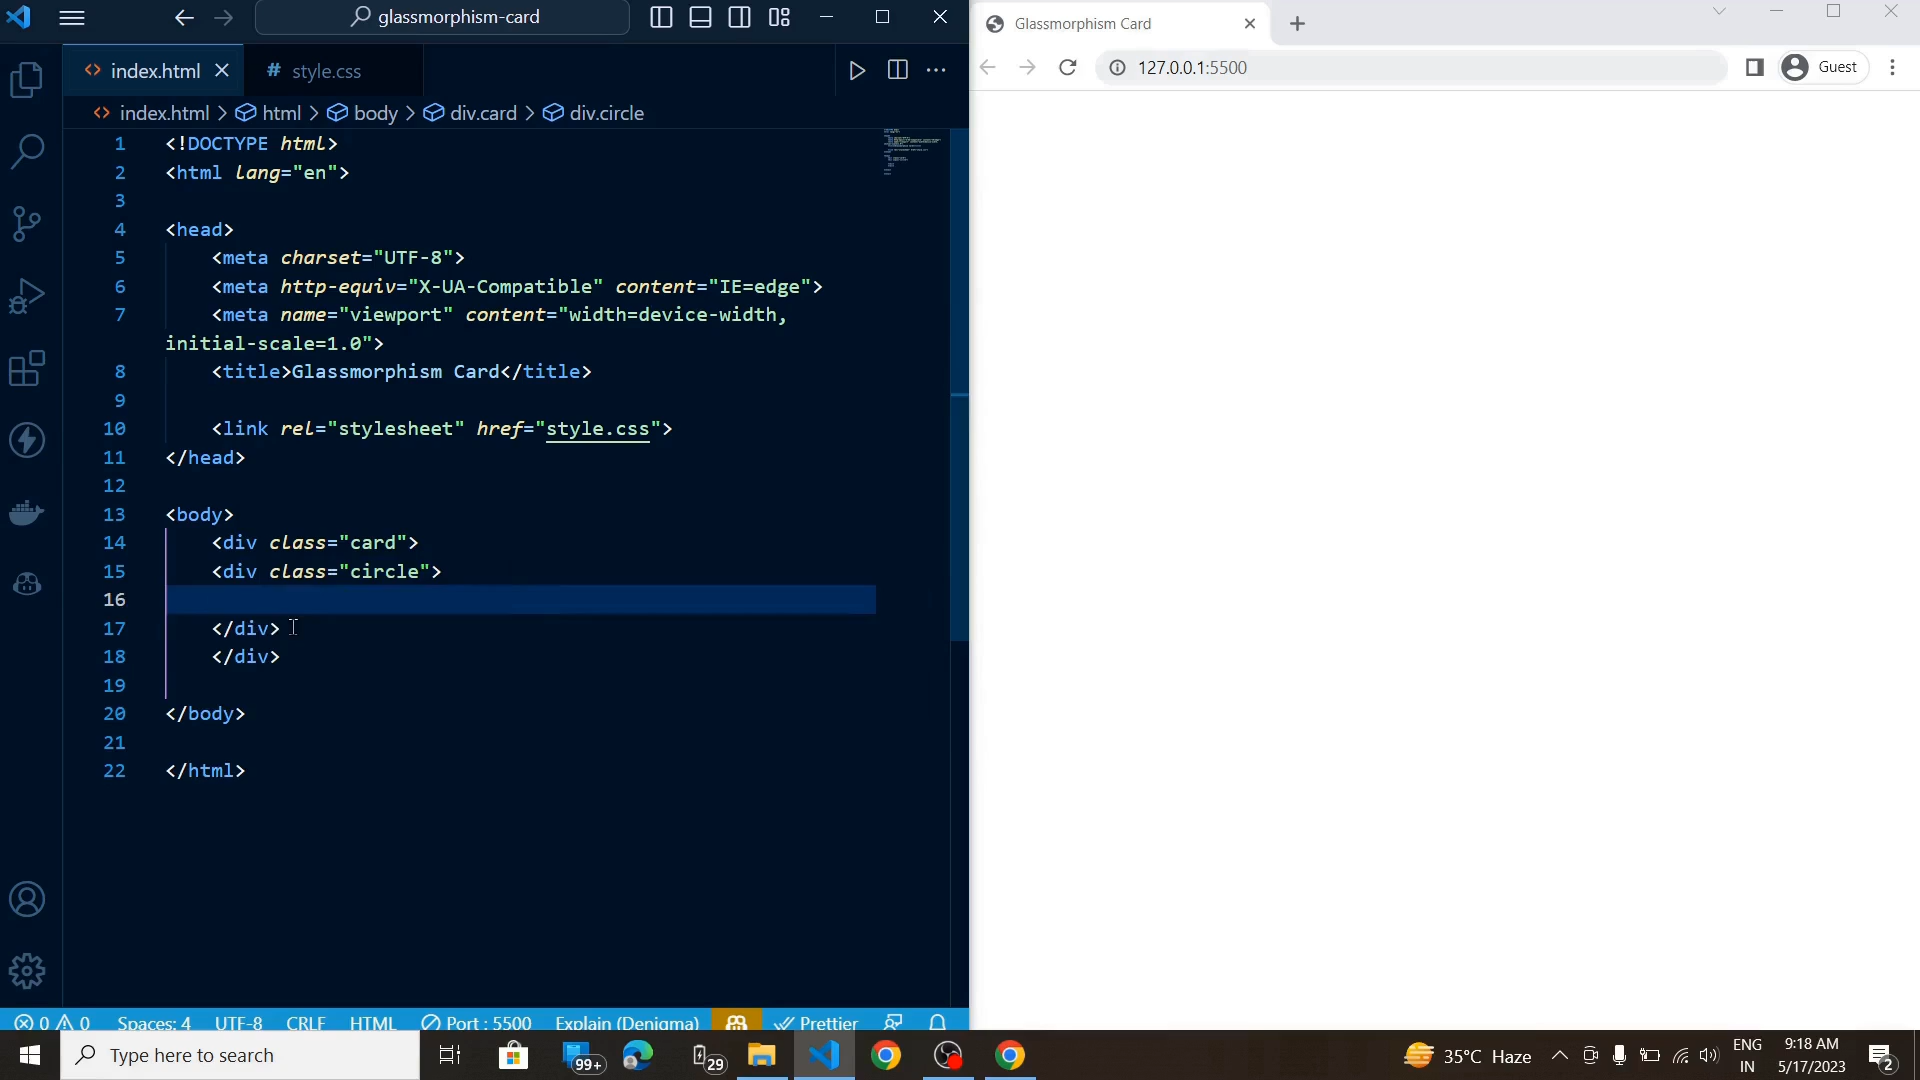 glassmorphism-card
index.html
# style.css
index.html > html > body > div.card > div.circle
1 <!DOCTYPE html>
2 <html lang="en">
3
4 <head>
5 <meta charset="UTF-8">
6 <meta http-equiv="X-UA-Compatible" content="IE=edge">
7 <meta name="viewport" content="width=device-width,
initial-scale=1.0">
8 <title>Glassmorphism Card</title>
9
10 <link rel="stylesheet" href="style.css">
11 </head>
12
13 <body>
14 <div class="card">
15 <div class="circle">
16
17 </div>
18 </div>
19
20 </body>
21
22 </html>
0 0 Spaces: 4 UTF-8 CRLF HTML Port : 5500 Explain (Denigma) Prettier
Glassmorphism Card
127.0.0.1:5500
Guest
Type here to search
99+
29
35°C Haze
ENG
IN
9:18 AM
5/17/2023
2